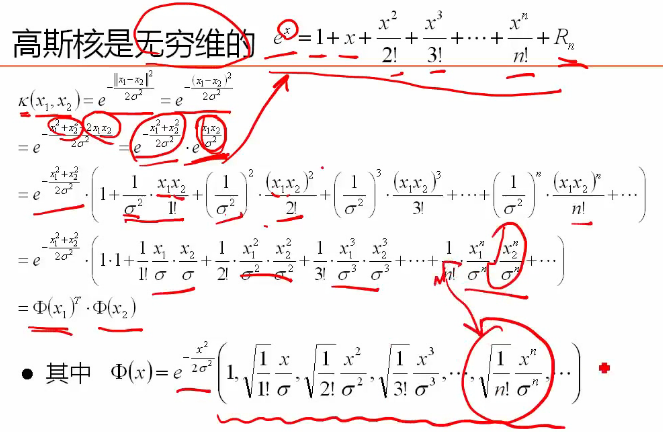 高斯核是无穷维的 e^x = 1 + x + x^2/2! + x^3/3! + ⋯ + x^n/n! + R_n
κ(x_1, x_2) = e^{-‖x_1-x_2‖^2/2σ^2} = e^{-(x_1-x_2)^2/2σ^2}
= e^{-(x_1^2+x_2^2-2x_1x_2)/2σ^2} = e^{-(x_1^2+x_2^2)/2σ^2} · e^{x_1x_2/σ^2}
= e^{-(x_1^2+x_2^2)/2σ^2} · (1 + 1/σ^2 · x_1x_2/1! + (1/σ^2)^2 · (x_1x_2)^2/2! + (1/σ^2)^3 · (x_1x_2)^3/3! + ⋯ + (1/σ^2)^n · (x_1x_2)^n/n! + ⋯)
= e^{-(x_1^2+x_2^2)/2σ^2} · (1·1 + 1/1! x_1/σ · x_2/σ + 1/2! · x_1^2/σ^2 · x_2^2/σ^2 + 1/3! · x_1^3/σ^3 · x_2^3/σ^3 + ⋯ + 1/n! · x_1^n/σ^n · x_2^n/σ^n + ⋯)
= Φ(x_1)^T · Φ(x_2)
● 其中 Φ(x) = e^{-x^2/2σ^2} (1, √(1/1!) x/σ, √(1/2!) x^2/σ^2, √(1/3!) x^3/σ^3, ⋯, √(1/n!) x^n/σ^n, ⋯)